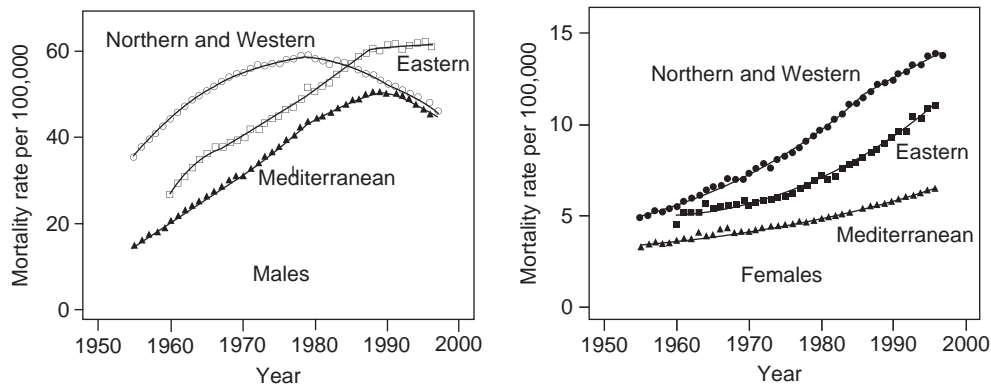 Mortality rate per 100,000
60
40
20
0
Northern and Western
Eastern
Mediterranean
Males
1950 1960 1970 1980 1990 2000
Year
Mortality rate per 100,000
15
10
5
0
Northern and Western
Eastern
Mediterranean
Females
1950 1960 1970 1980 1990 2000
Year